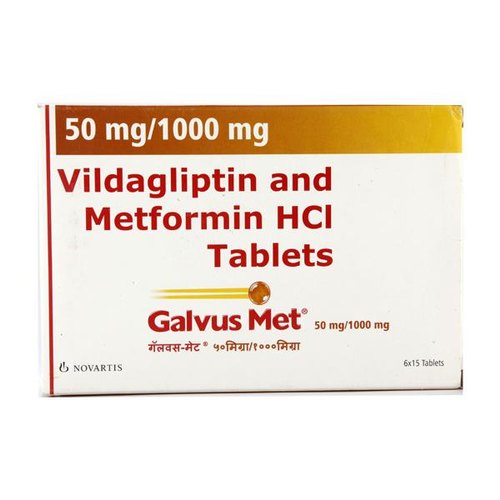 50 mg/1000 mg
Vildagliptin and
Metformin HCl
Tablets
Galvus Met® 50 mg/1000 mg
गॅलवस-मेट® ५०मिग्रा/१०००मिग्रा
NOVARTIS
6x15 Tablets